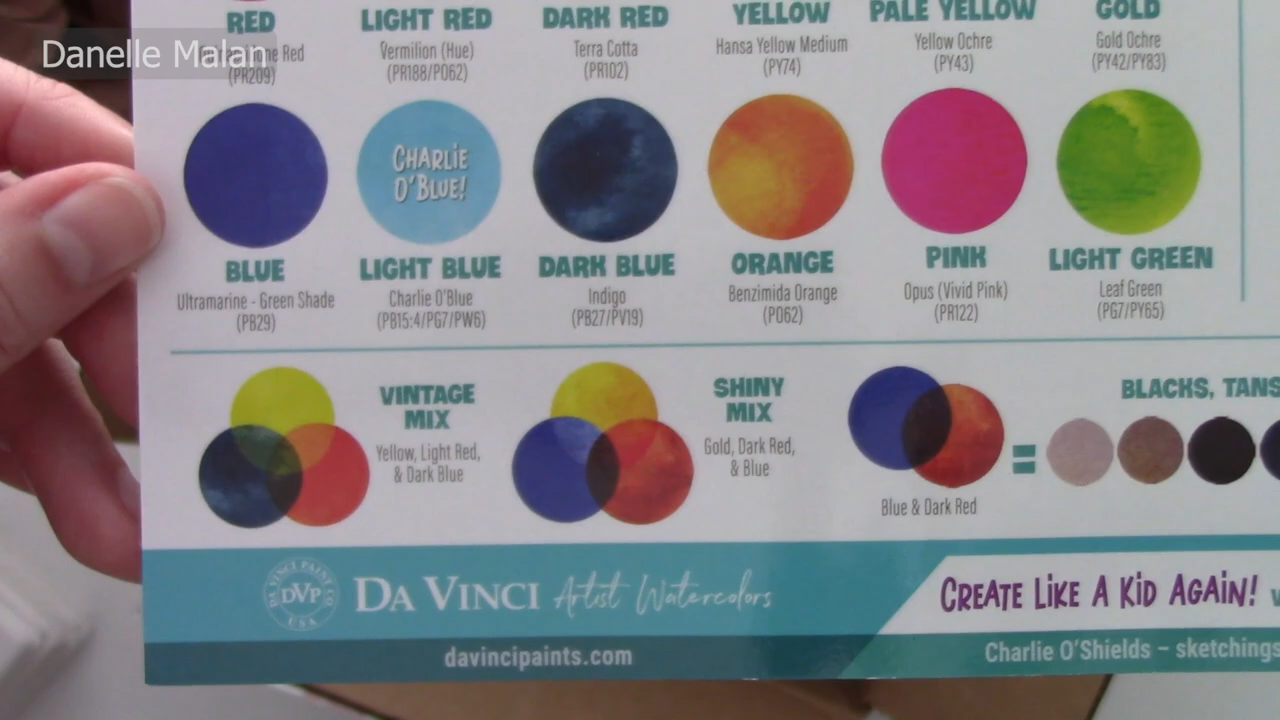 Danelle Malan
RED
LIGHT RED
DARK RED
YELLOW
PALE YELLOW
GOLD
Red
(PR209)
Vermilion (Hue)
(PR188/PO62)
Terra Cotta
(PR102)
Hansa Yellow Medium
(PY74)
Yellow Ochre
(PY43)
Gold Ochre
(PY42/PY83)
CHARLIE
O'BLUE!
BLUE
Ultramarine - Green Shade
(PB29)
LIGHT BLUE
Charlie O'Blue
(PB15:4/PG7/PW6)
DARK BLUE
Indigo
(PB27/PV19)
ORANGE
Benzimida Orange
(PO62)
PINK
Opus (Vivid Pink)
(PR122)
LIGHT GREEN
Leaf Green
(PG7/PY65)
VINTAGE
MIX
Yellow, Light Red,
& Dark Blue
SHINY
MIX
Gold, Dark Red,
& Blue
Blue & Dark Red
=
BLACKS, TANS
DA VINCI PAINT CO
DVP
USA
DA VINCI Artist Watercolors
CREATE LIKE A KID AGAIN!
davincipaints.com
Charlie O'Shields – sketchings